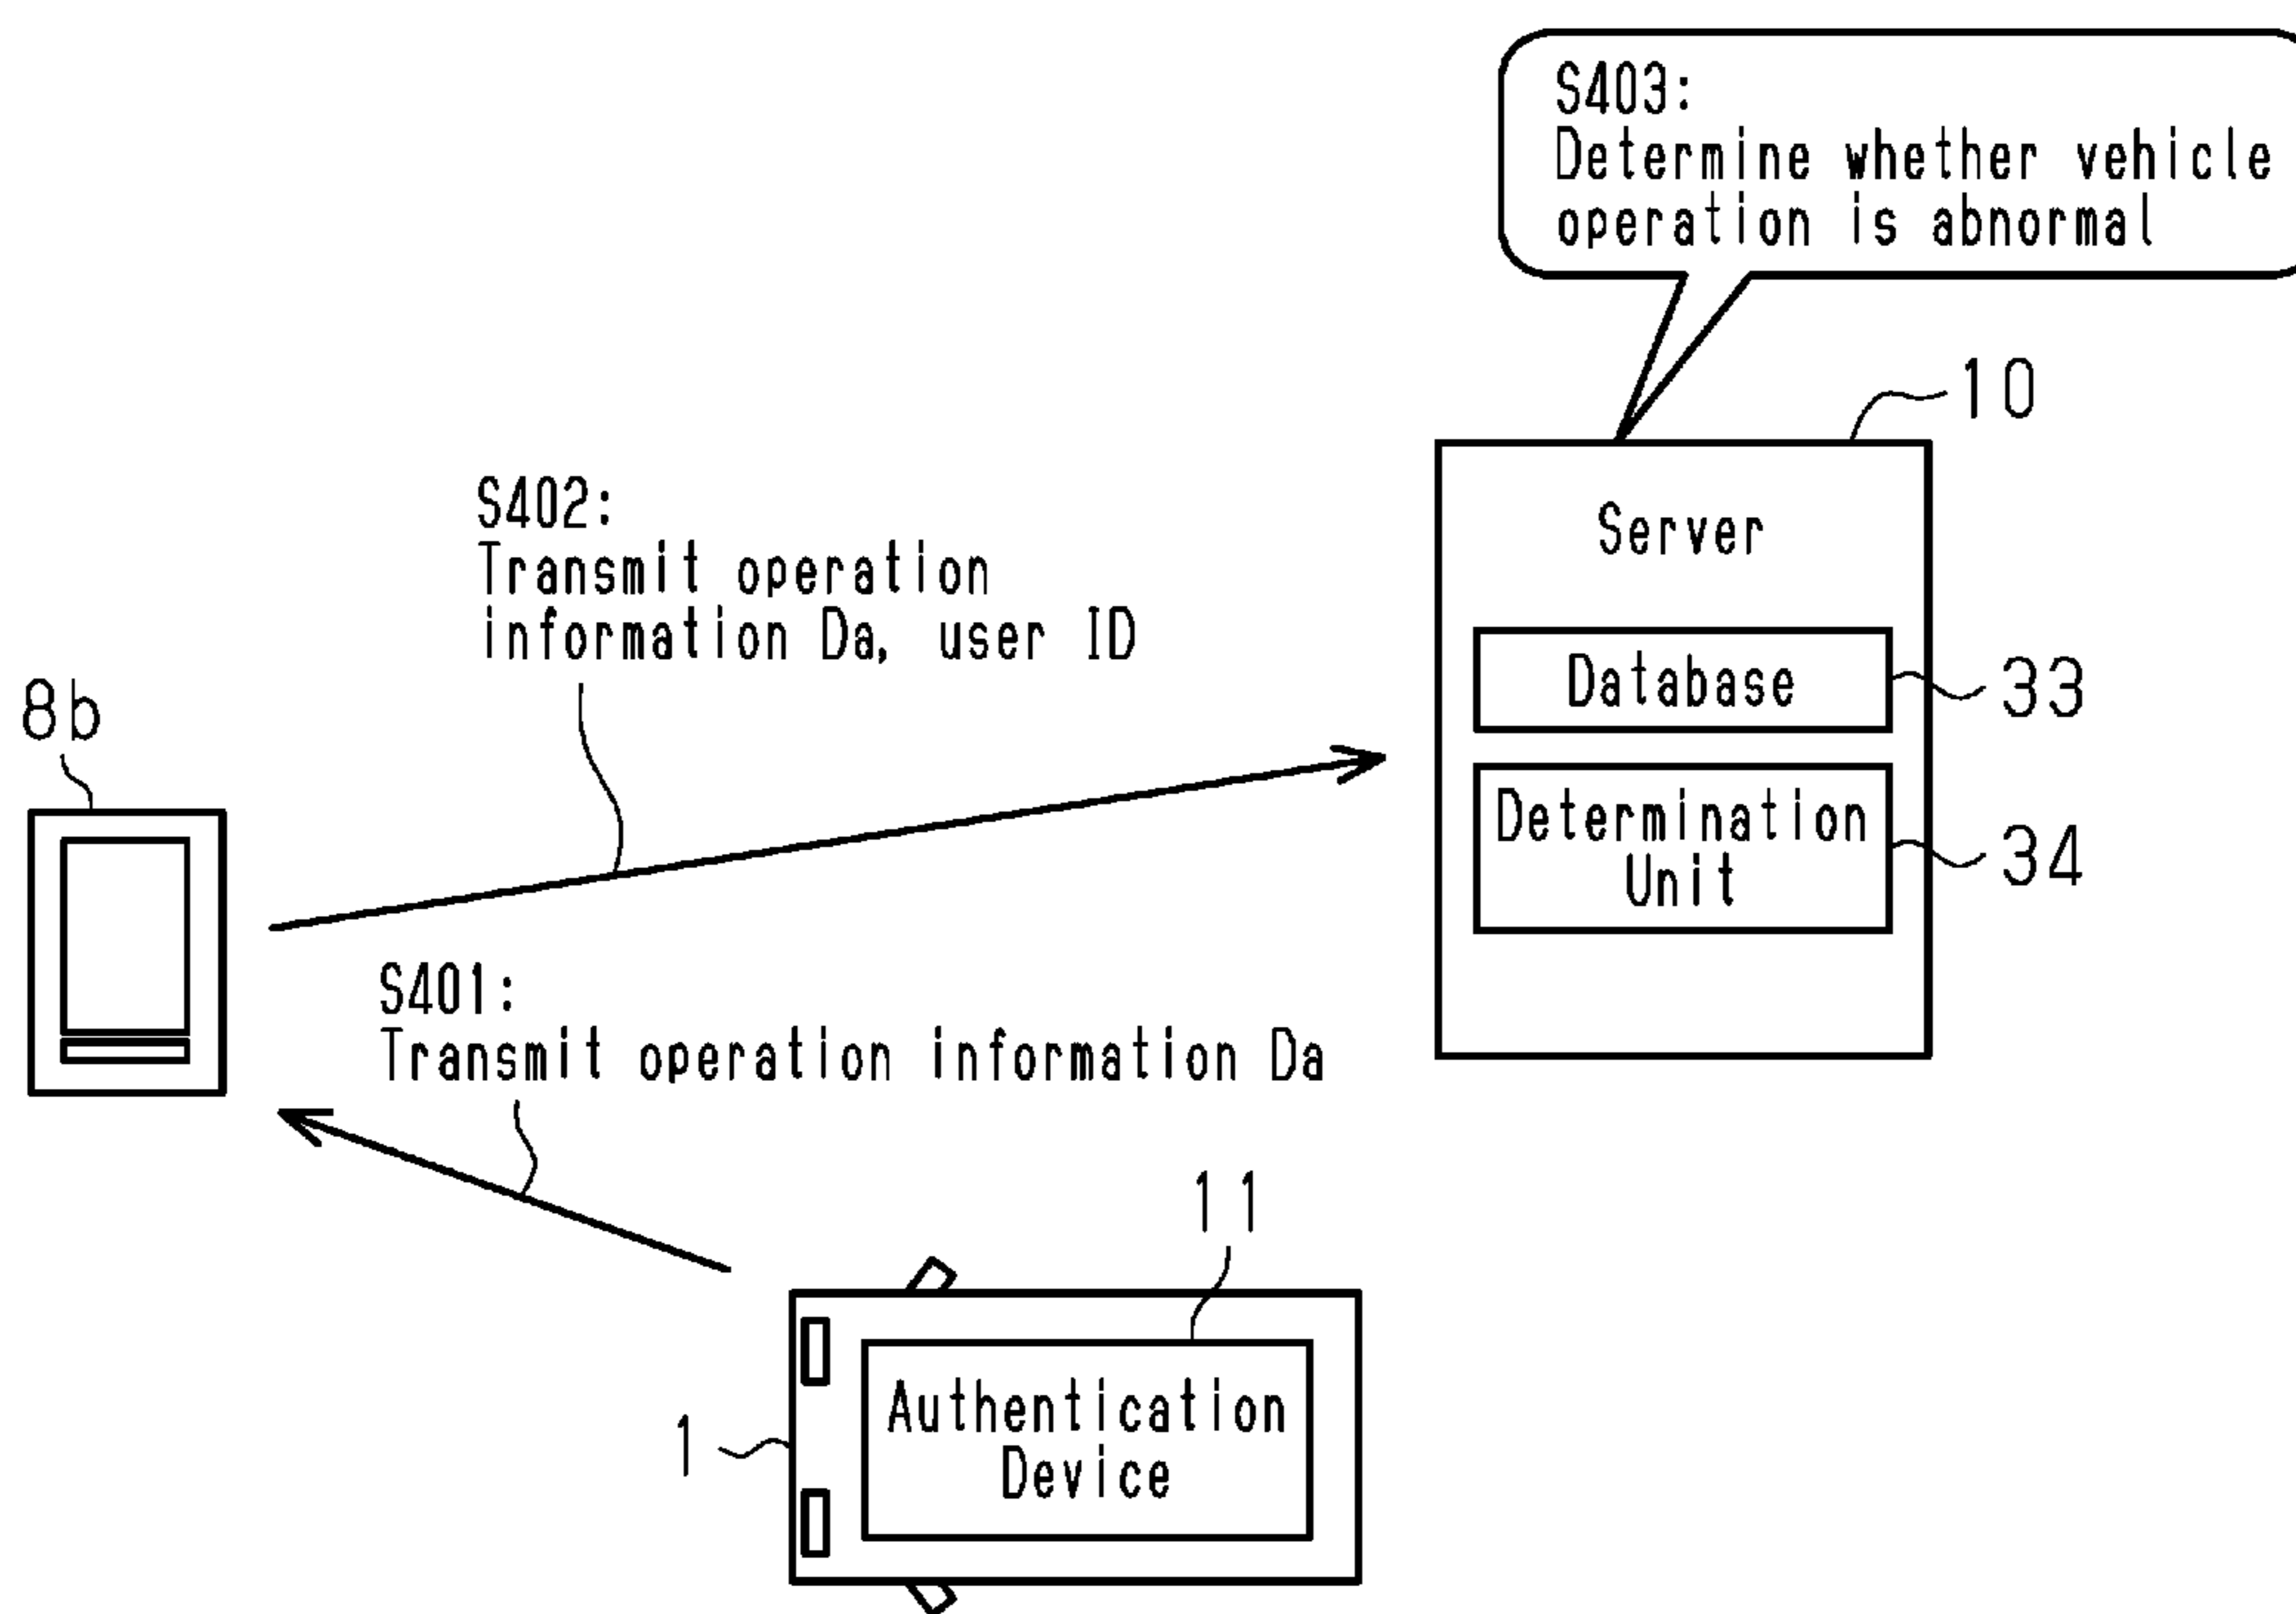 S403:
Determine whether vehicle
operation is abnormal
10
Server
S402:
Transmit operation
information Da, user ID
Database
33
8b
Determination
Unit
34
S401:
Transmit operation information Da
11
Authentication
Device
1